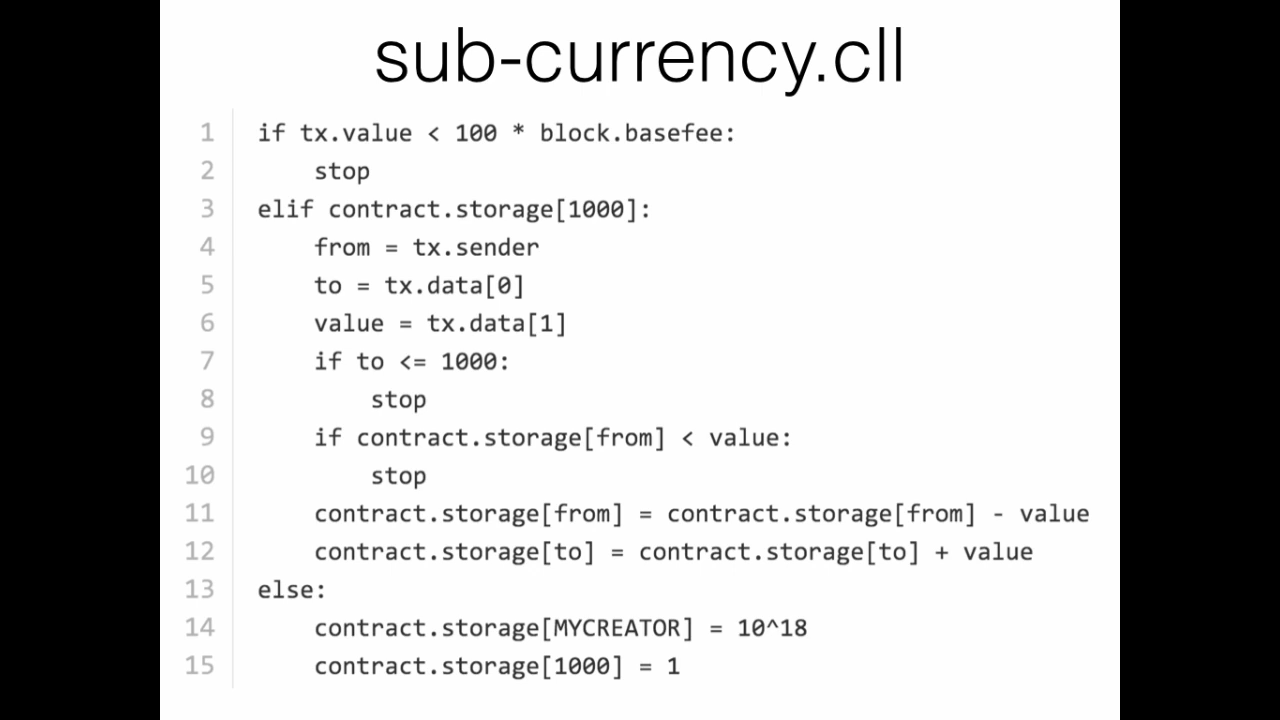 sub-currency.cll
1 if tx.value < 100 * block.basefee:
2     stop
3 elif contract.storage[1000]:
4     from = tx.sender
5     to = tx.data[0]
6     value = tx.data[1]
7     if to <= 1000:
8         stop
9     if contract.storage[from] < value:
10         stop
11     contract.storage[from] = contract.storage[from] - value
12     contract.storage[to] = contract.storage[to] + value
13 else:
14     contract.storage[MYCREATOR] = 10^18
15     contract.storage[1000] = 1